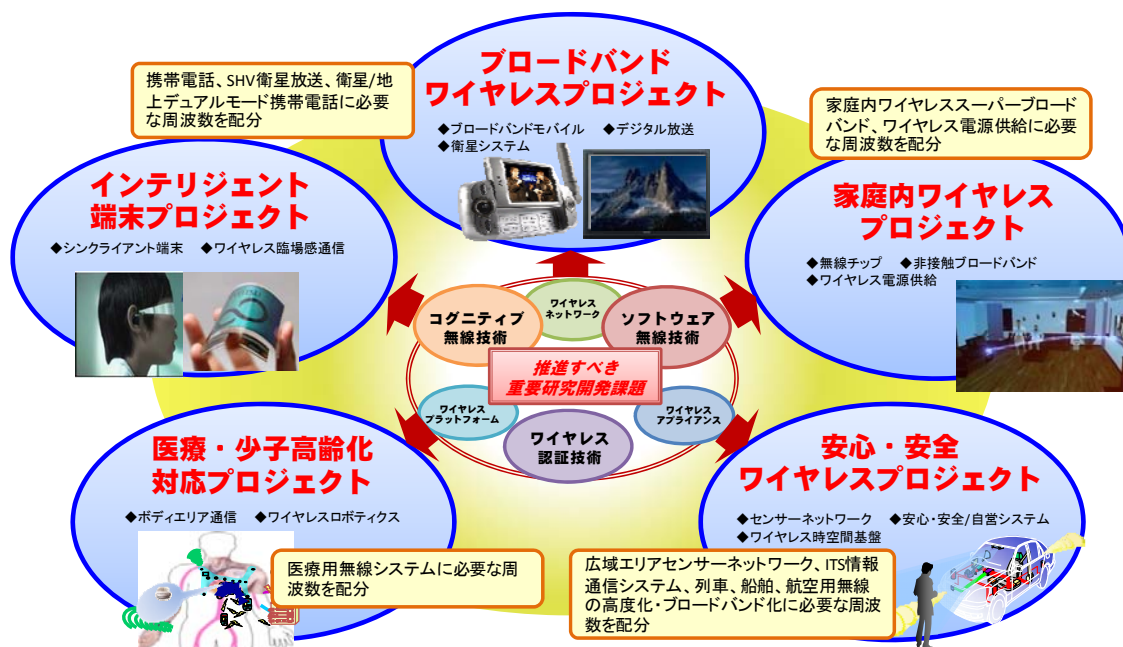 ブロードバンド
ワイヤレスプロジェクト
◆ブロードバンドモバイル ◆デジタル放送
◆衛星システム
携帯電話、SHV衛星放送、衛星/地
上デュアルモード携帯電話に必要
な周波数を配分
家庭内ワイヤレススーパーブロード
バンド、ワイヤレス電源供給に必要
な周波数を配分
インテリジェント
端末プロジェクト
◆シンクライアント端末 ◆ワイヤレス臨場感通信
家庭内ワイヤレス
プロジェクト
◆無線チップ ◆非接触ブロードバンド
◆ワイヤレス電源供給
コグニティブ
無線技術
ワイヤレス
ネットワーク
ソフトウェア
無線技術
推進すべき
重要研究開発課題
ワイヤレス
プラットフォーム
ワイヤレス
認証技術
ワイヤレス
アプライアンス
医療・少子高齢化
対応プロジェクト
◆ボディエリア通信 ◆ワイヤレスロボティクス
医療用無線システムに必要な周
波数を配分
安心・安全
ワイヤレスプロジェクト
◆センサーネットワーク ◆安心・安全/自営システム
◆ワイヤレス時空間基盤
広域エリアセンサーネットワーク、ITS情報
通信システム、列車、船舶、航空用無線
の高度化・ブロードバンド化に必要な周波
数を配分